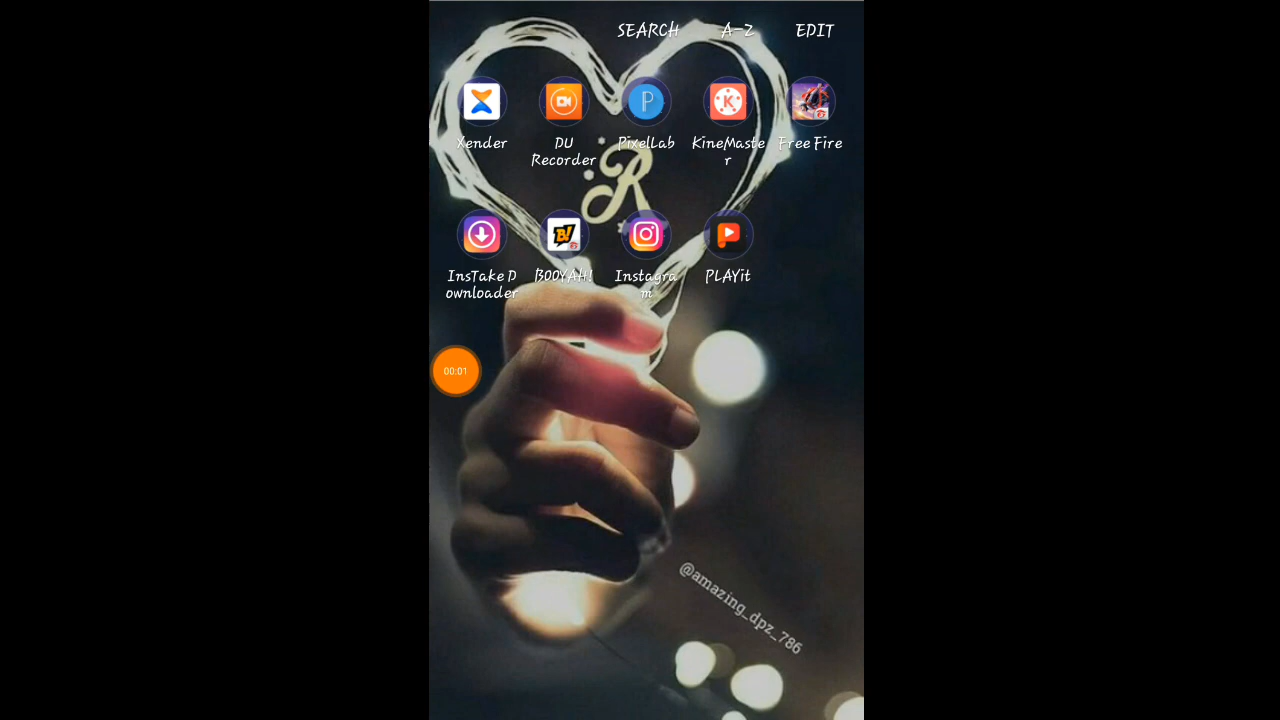 SEARCH A-Z EDIT
Xender DU PixelLab KineMaste Free Fire
Recorder r
R
B!
InsTake D BOOYAH! Instagra PLAYit
ownloader m
00:01
@amazing_dpz_786